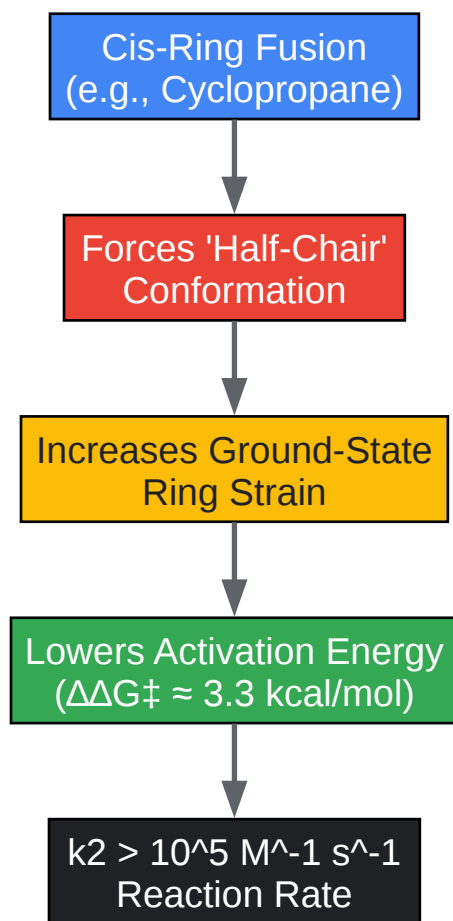 Cis-Ring Fusion
(e.g., Cyclopropane)
Forces 'Half-Chair'
Conformation
Increases Ground-State
Ring Strain
Lowers Activation Energy
(ΔΔG‡ ≈ 3.3 kcal/mol)
k2 > 10^5 M^-1 s^-1
Reaction Rate